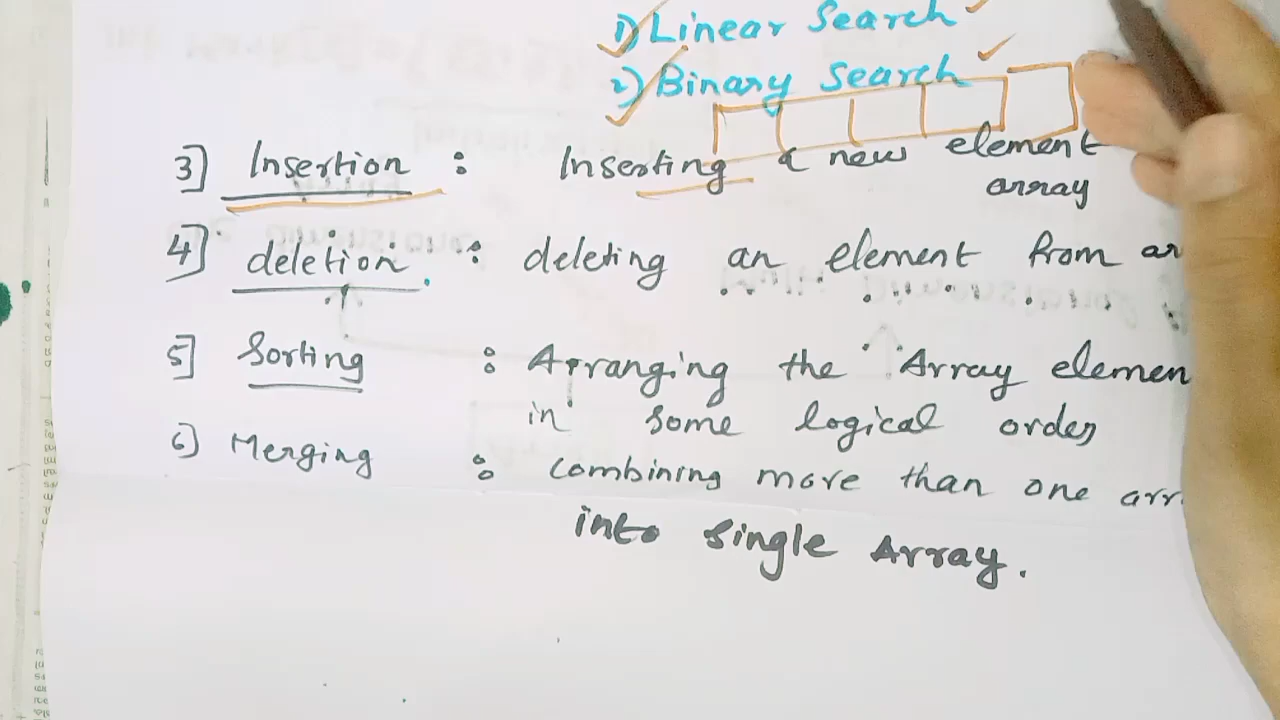 1) Linear Search
2) Binary Search
3] Insertion : Inserting a new element
array
4] deletion : deleting an element from
5] Sorting : Arranging the Array
in some logical order
6) Merging : combining more than one
into single Array.